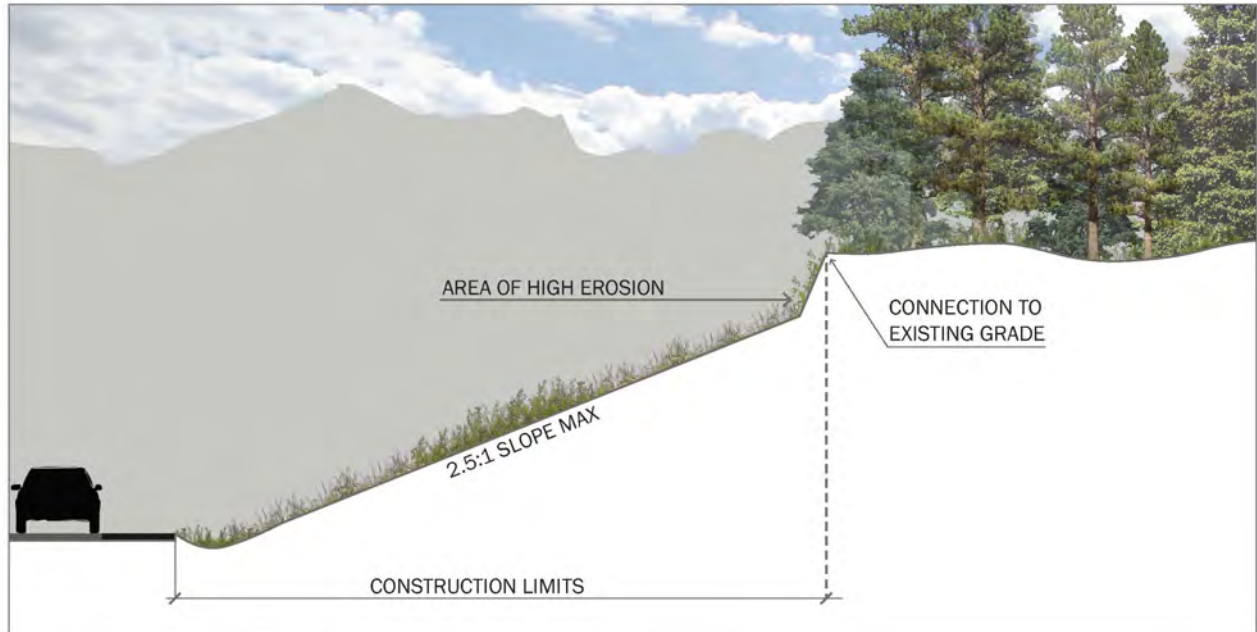 AREA OF HIGH EROSION
CONNECTION TO
EXISTING GRADE
2.5:1 SLOPE MAX
CONSTRUCTION LIMITS